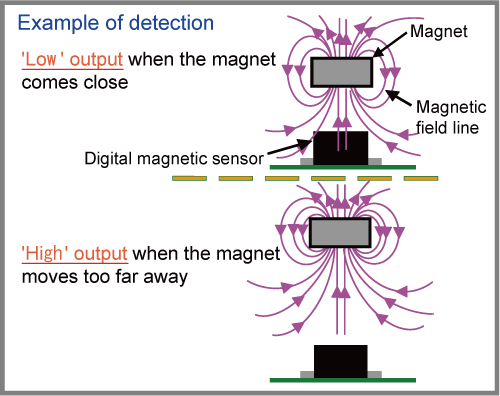 Example of detection
'Low' output when the magnet
comes close
Magnet
Magnetic
field line
Digital magnetic sensor
'High' output when the magnet
moves too far away